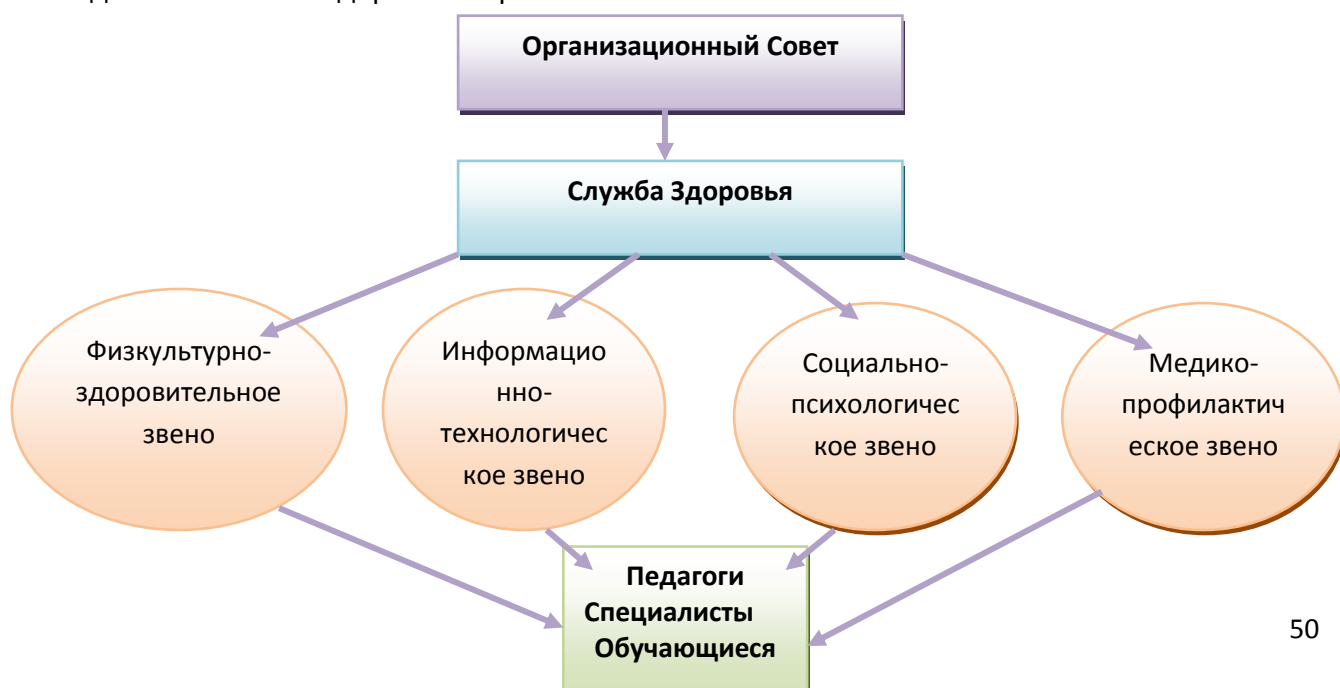 Организационный Совет
Служба Здоровья
Физкультурно-
здоровительное
звено
Информацио
нно-
технологичес
кое звено
Социально-
психологичес
кое звено
Медико-
профилактич
еское звено
Педагоги
Специалисты
Обучающиеся
50